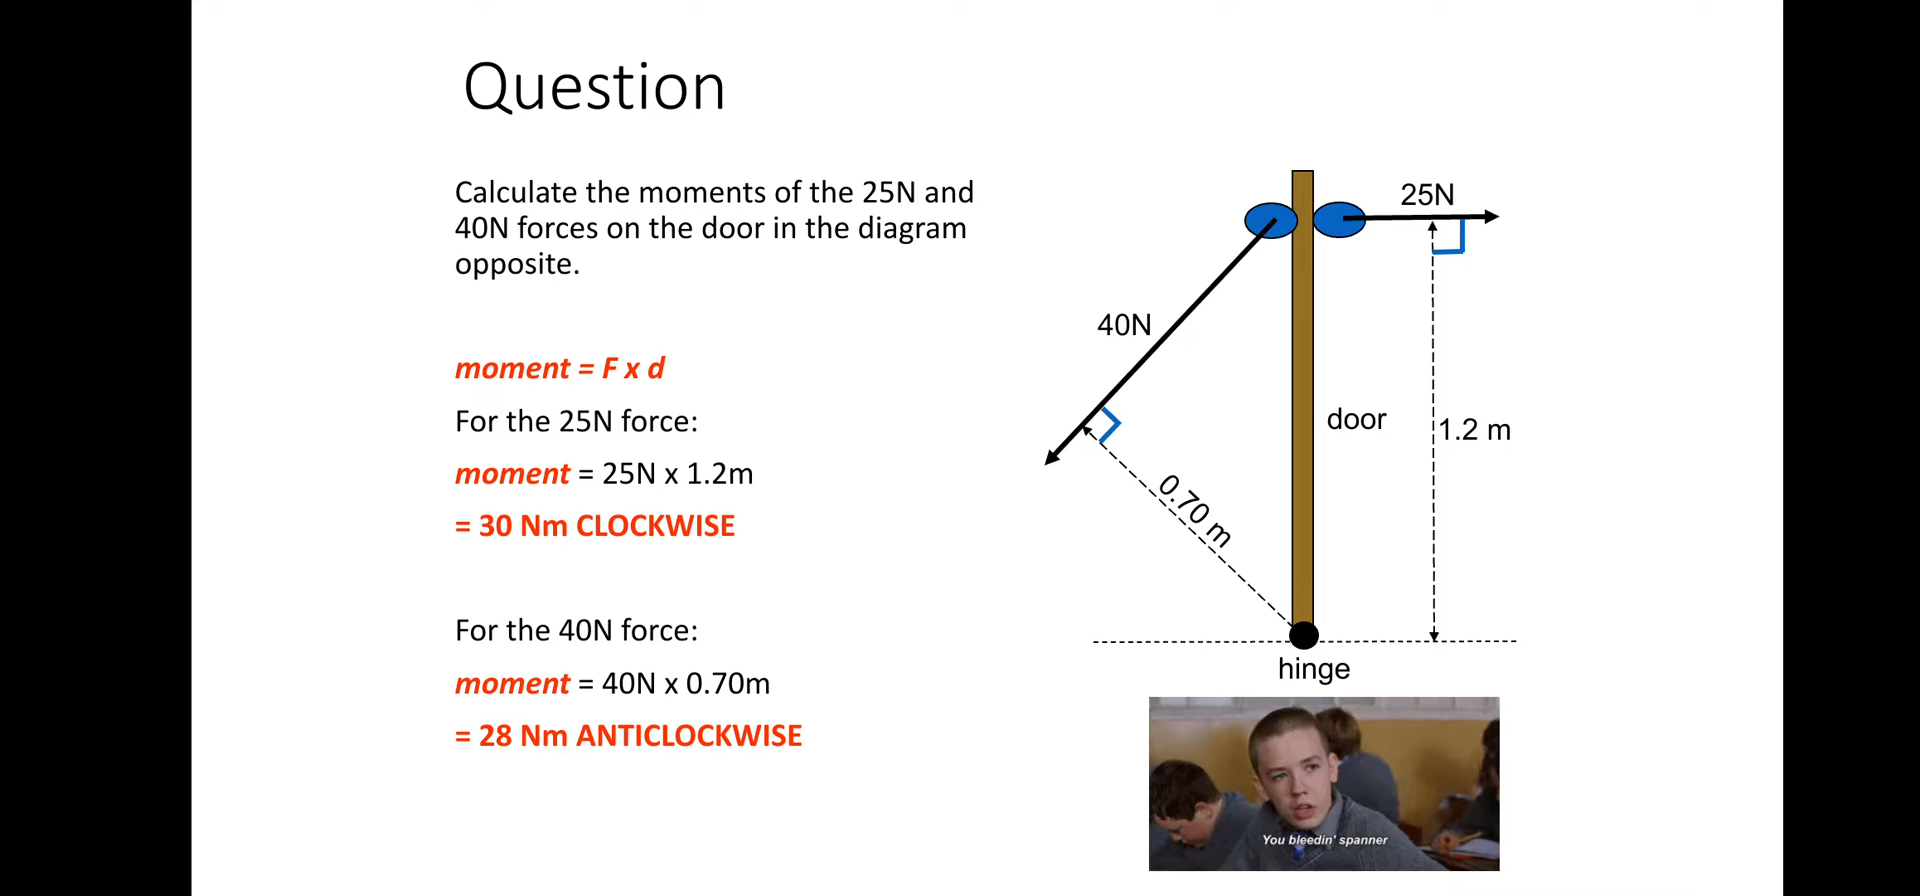 Question
Calculate the moments of the 25N and
40N forces on the door in the diagram
opposite.
moment = F x d
For the 25N force:
moment = 25N x 1.2m
= 30 Nm CLOCKWISE
For the 40N force:
moment = 40N x 0.70m
= 28 Nm ANTICLOCKWISE
25N
40N
door
1.2 m
0.70 m
hinge
You bleedin' spanner